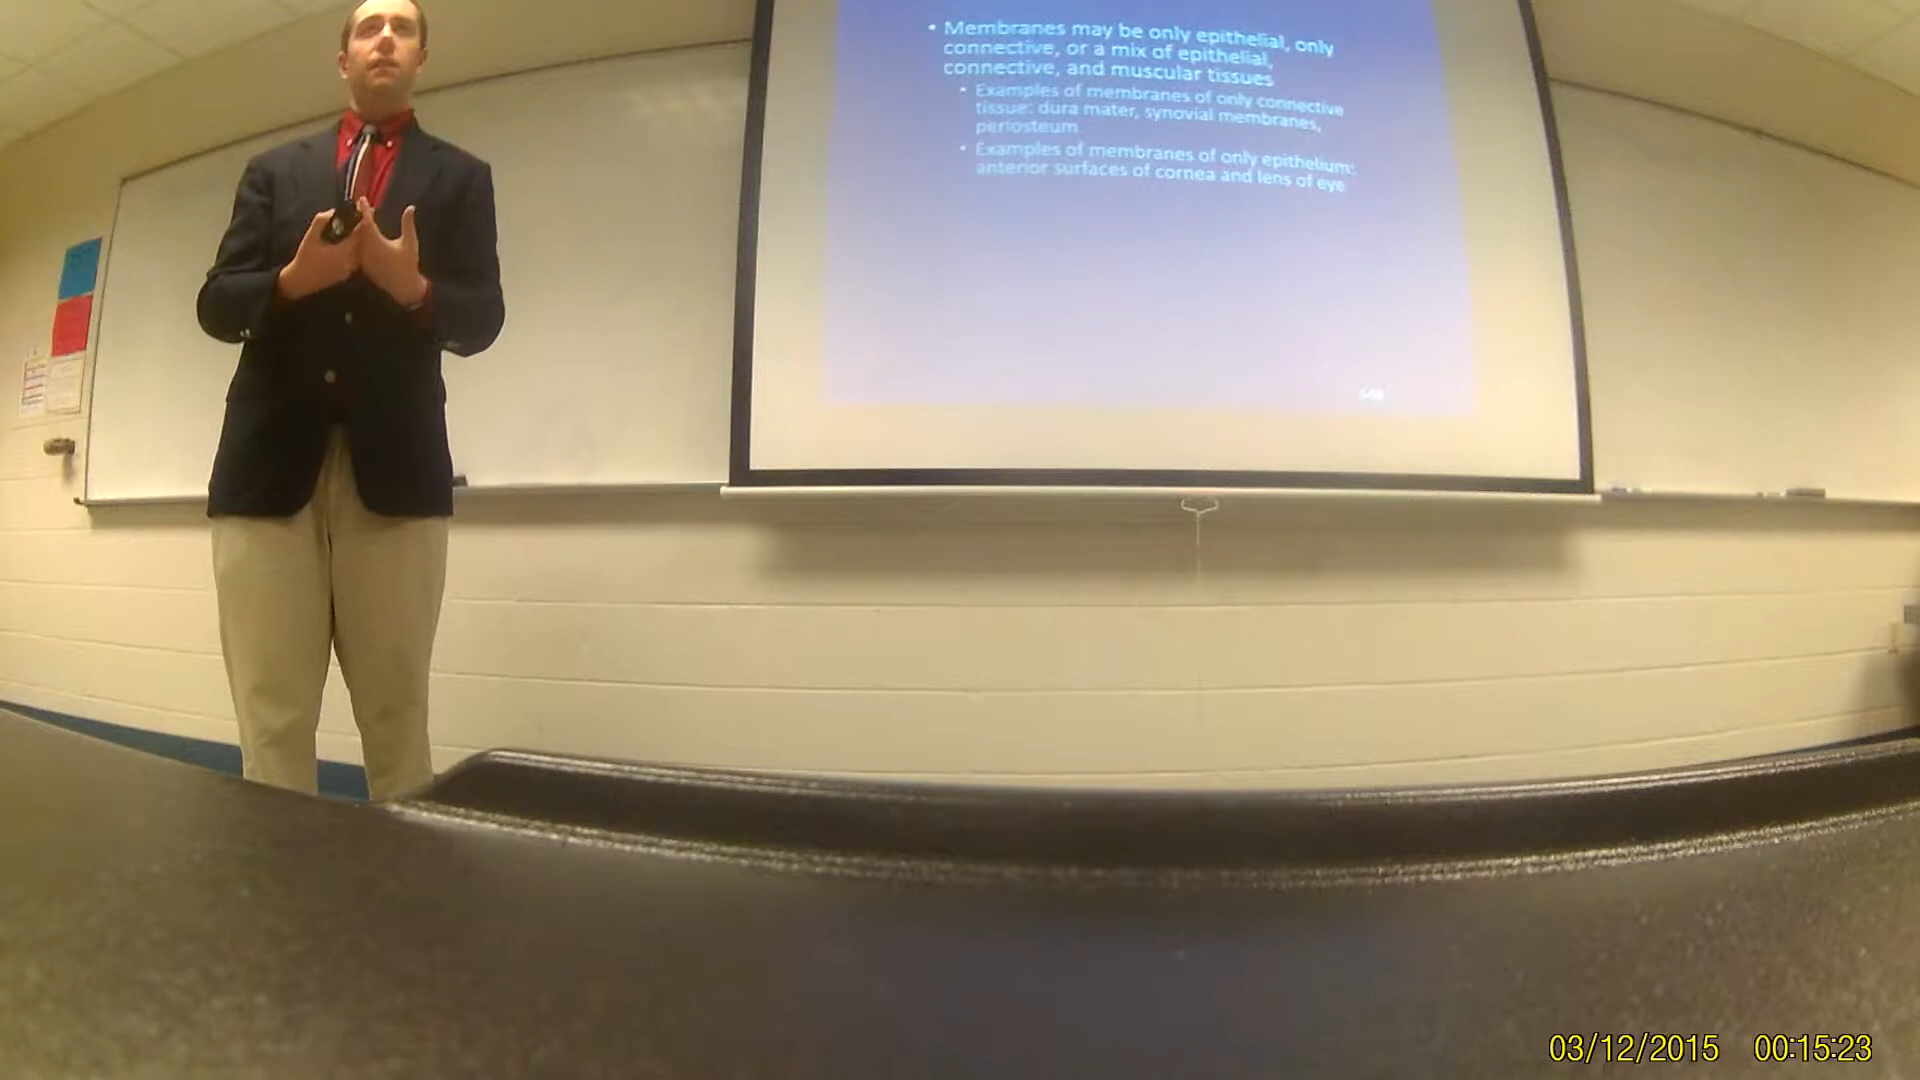 • Membranes may be only epithelial, only
connective, or a mix of epithelial,
connective, and muscular tissues
• Examples of membranes of only connective
tissue: dura mater, synovial membranes,
periosteum
• Examples of membranes of only epithelium:
anterior surfaces of cornea and lens of eye
03/12/2015 00:15:23